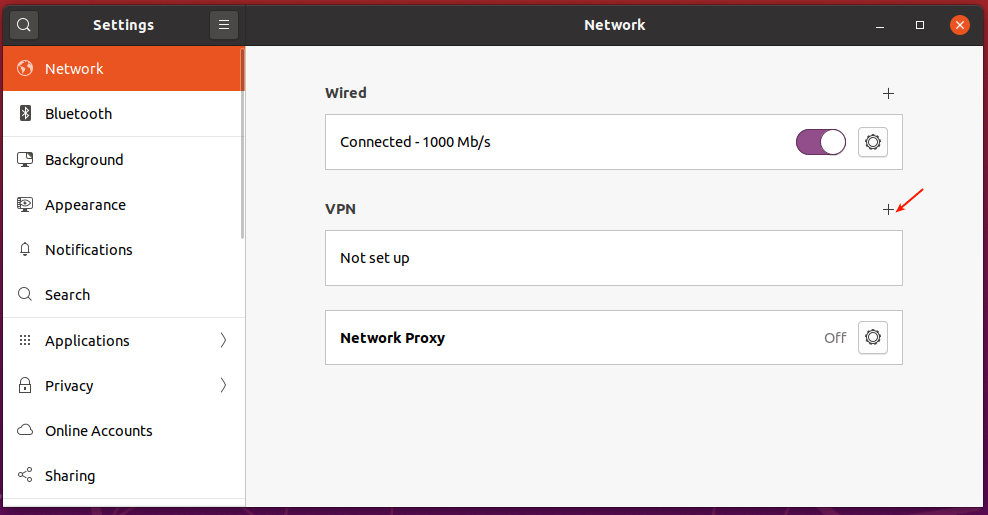 Settings
Network
Network
Bluetooth
Background
Appearance
Notifications
Search
Applications
Privacy
Online Accounts
Sharing
Wired
Connected - 1000 Mb/s
VPN
Not set up
Network Proxy Off